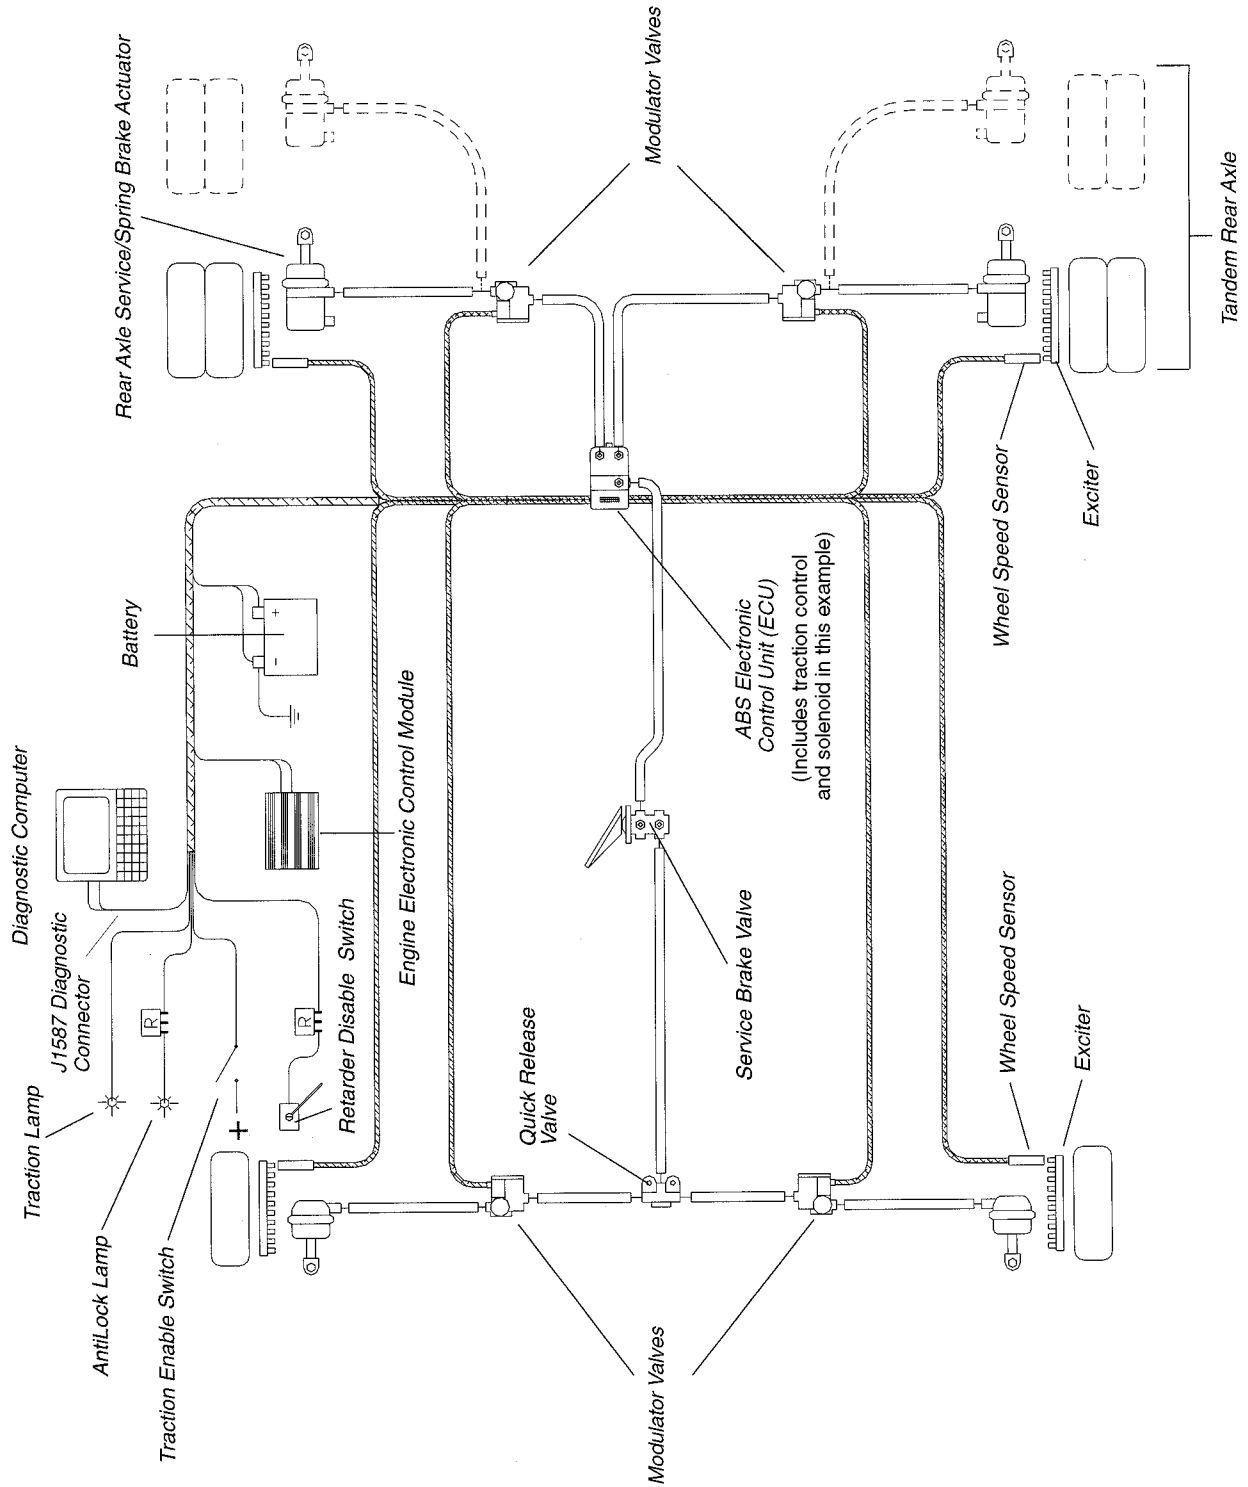 Traction Lamp
AntiLock Lamp
Traction Enable Switch
J1587 Diagnostic
Connector
Diagnostic Computer
R
R
Retarder Disable Switch
Engine Electronic Control Module
Battery
- +
+
Rear Axle Service/Spring Brake Actuator
Modulator Valves
Quick Release
Valve
Service Brake Valve
ABS Electronic
Control Unit (ECU)
(Includes traction control
and solenoid in this example)
Modulator Valves
Wheel Speed Sensor
Exciter
Wheel Speed Sensor
Exciter
Tandem Rear Axle